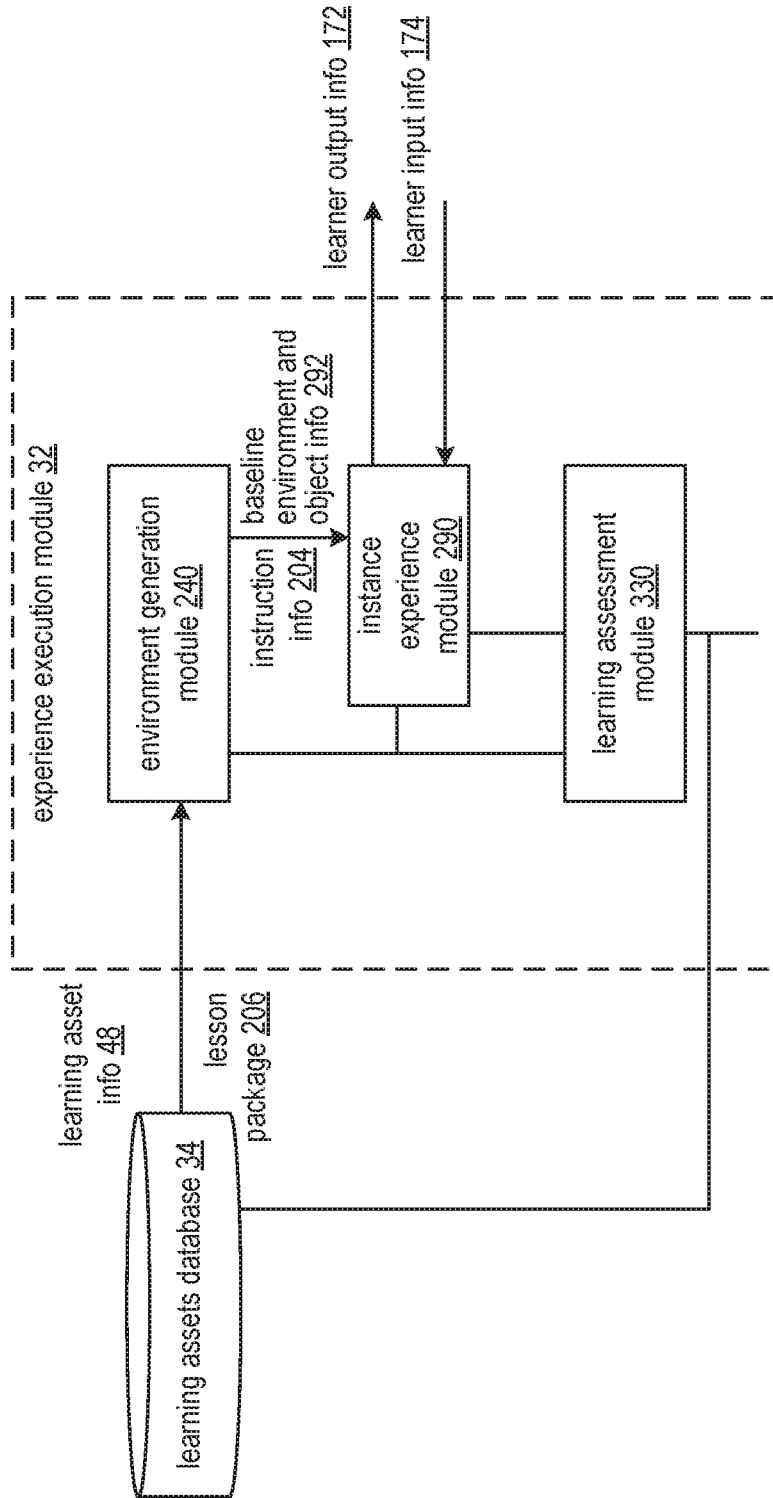 experience execution module 32
learning asset
info 48
lesson
package 206
learning assets database 34
environment generation
module 240
instruction
info 204
baseline
environment and
object info 292
instance
experience
module 290
learner output info 172
learner input info 174
learning assessment
module 330